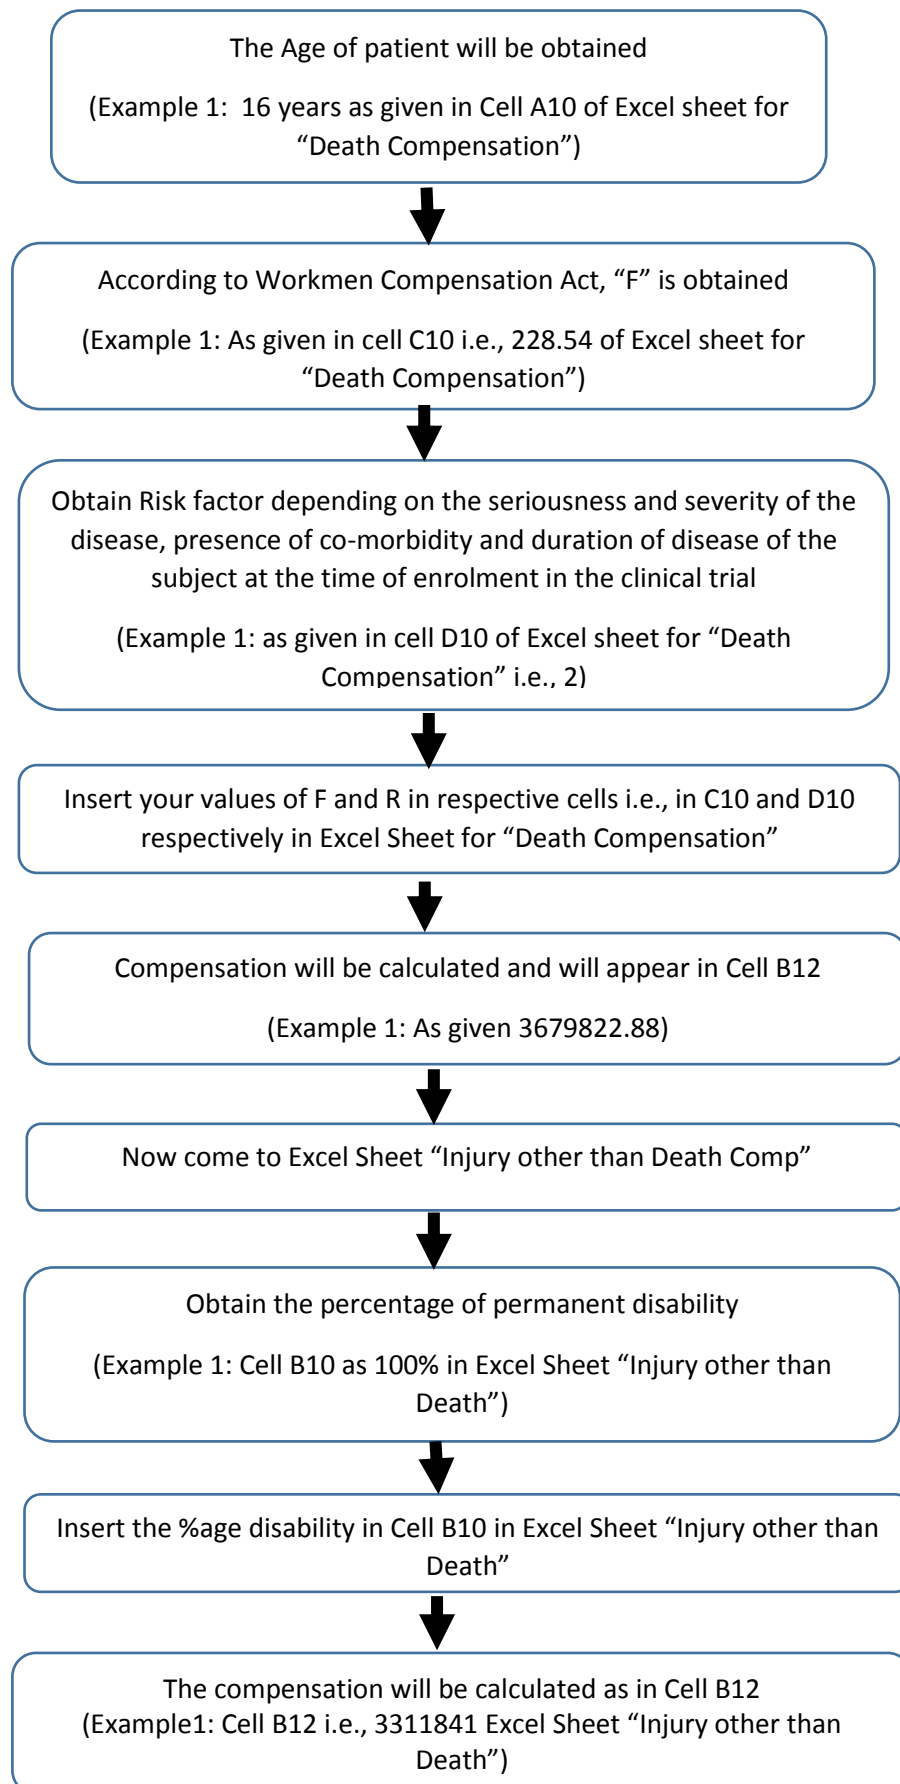 The Age of patient will be obtained
(Example 1:  16 years as given in Cell A10 of Excel sheet for
“Death Compensation”)
According to Workmen Compensation Act, “F” is obtained
(Example 1: As given in cell C10 i.e., 228.54 of Excel sheet for
“Death Compensation”)
Obtain Risk factor depending on the seriousness and severity of the
disease, presence of co-morbidity and duration of disease of the
subject at the time of enrolment in the clinical trial
(Example 1: as given in cell D10 of Excel sheet for “Death
Compensation” i.e., 2)
Insert your values of F and R in respective cells i.e., in C10 and D10
respectively in Excel Sheet for “Death Compensation”
Compensation will be calculated and will appear in Cell B12
(Example 1: As given 3679822.88)
Now come to Excel Sheet “Injury other than Death Comp”
Obtain the percentage of permanent disability
(Example 1: Cell B10 as 100% in Excel Sheet “Injury other than
Death”)
Insert the %age disability in Cell B10 in Excel Sheet “Injury other than
Death”
The compensation will be calculated as in Cell B12
(Example1: Cell B12 i.e., 3311841 Excel Sheet “Injury other than
Death”)